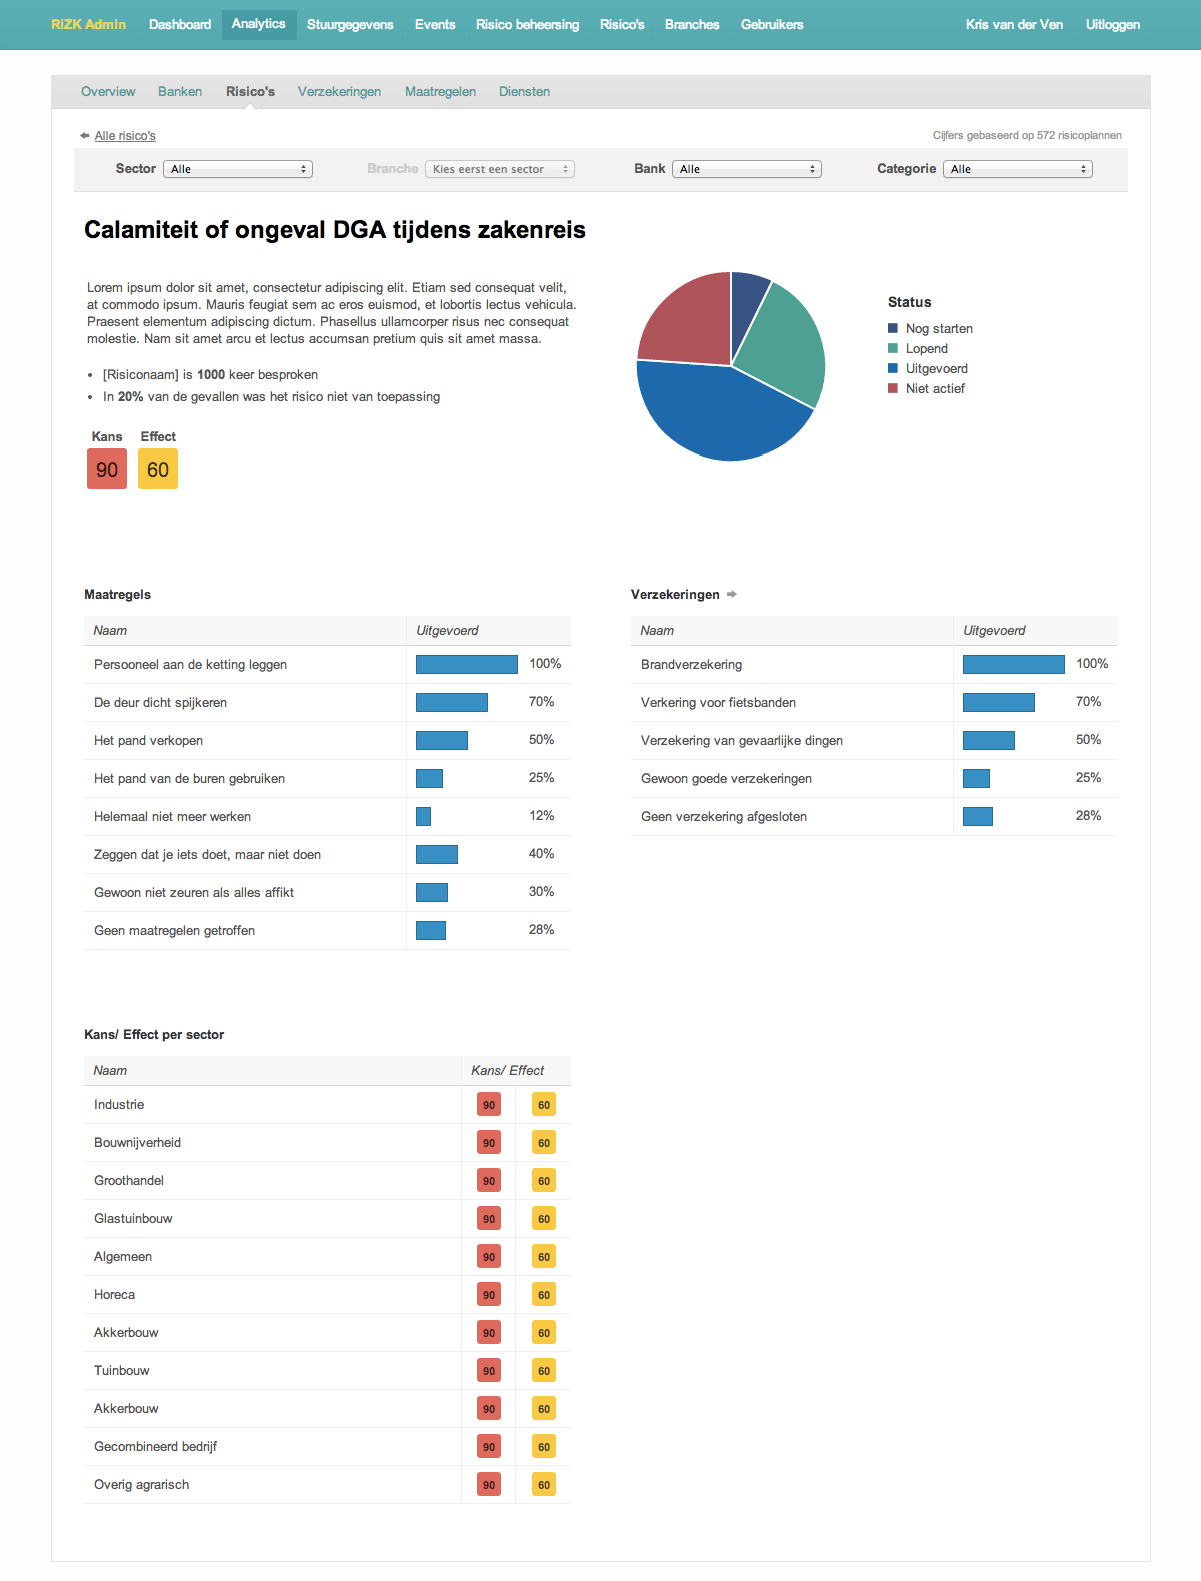 RIZK Admin Dashboard Analytics Stuurgegevens Events Risico beheersing Risico's Branches Gebruikers Kris van der Ven Uitloggen
Overview Banken Risico's Verzekeringen Maatregelen Diensten
Alle risico's
Cijfers gebaseerd op 572 risicoplannen
Sector Alle Branche Kies eerst een sector Bank Alle Categorie Alle
Calamiteit of ongeval DGA tijdens zakenreis
Lorem ipsum dolor sit amet, consectetur adipiscing elit. Etiam sed consequat velit,
at commodo ipsum. Mauris feugiat sem ac eros euismod, et lobortis lectus vehicula.
Praesent elementum adipiscing dictum. Phasellus ullamcorper risus nec consequat
molestie. Nam sit amet arcu et lectus accumsan pretium quis sit amet massa.
• [Risiconaam] is 1000 keer besproken
• In 20% van de gevallen was het risico niet van toepassing
Kans Effect
90 60
Status
Nog starten
Lopend
Uitgevoerd
Niet actief
Maatregels
Naam Uitgevoerd
Persooneel aan de ketting leggen 100%
De deur dicht spijkeren 70%
Het pand verkopen 50%
Het pand van de buren gebruiken 25%
Helemaal niet meer werken 12%
Zeggen dat je iets doet, maar niet doen 40%
Gewoon niet zeuren als alles affikt 30%
Geen maatregelen getroffen 28%
Verzekeringen
Naam Uitgevoerd
Brandverzekering 100%
Verkering voor fietsbanden 70%
Verzekering van gevaarlijke dingen 50%
Gewoon goede verzekeringen 25%
Geen verzekering afgesloten 28%
Kans/ Effect per sector
Naam Kans/ Effect
Industrie 90 60
Bouwnijverheid 90 60
Groothandel 90 60
Glastuinbouw 90 60
Algemeen 90 60
Horeca 90 60
Akkerbouw 90 60
Tuinbouw 90 60
Akkerbouw 90 60
Gecombineerd bedrijf 90 60
Overig agrarisch 90 60